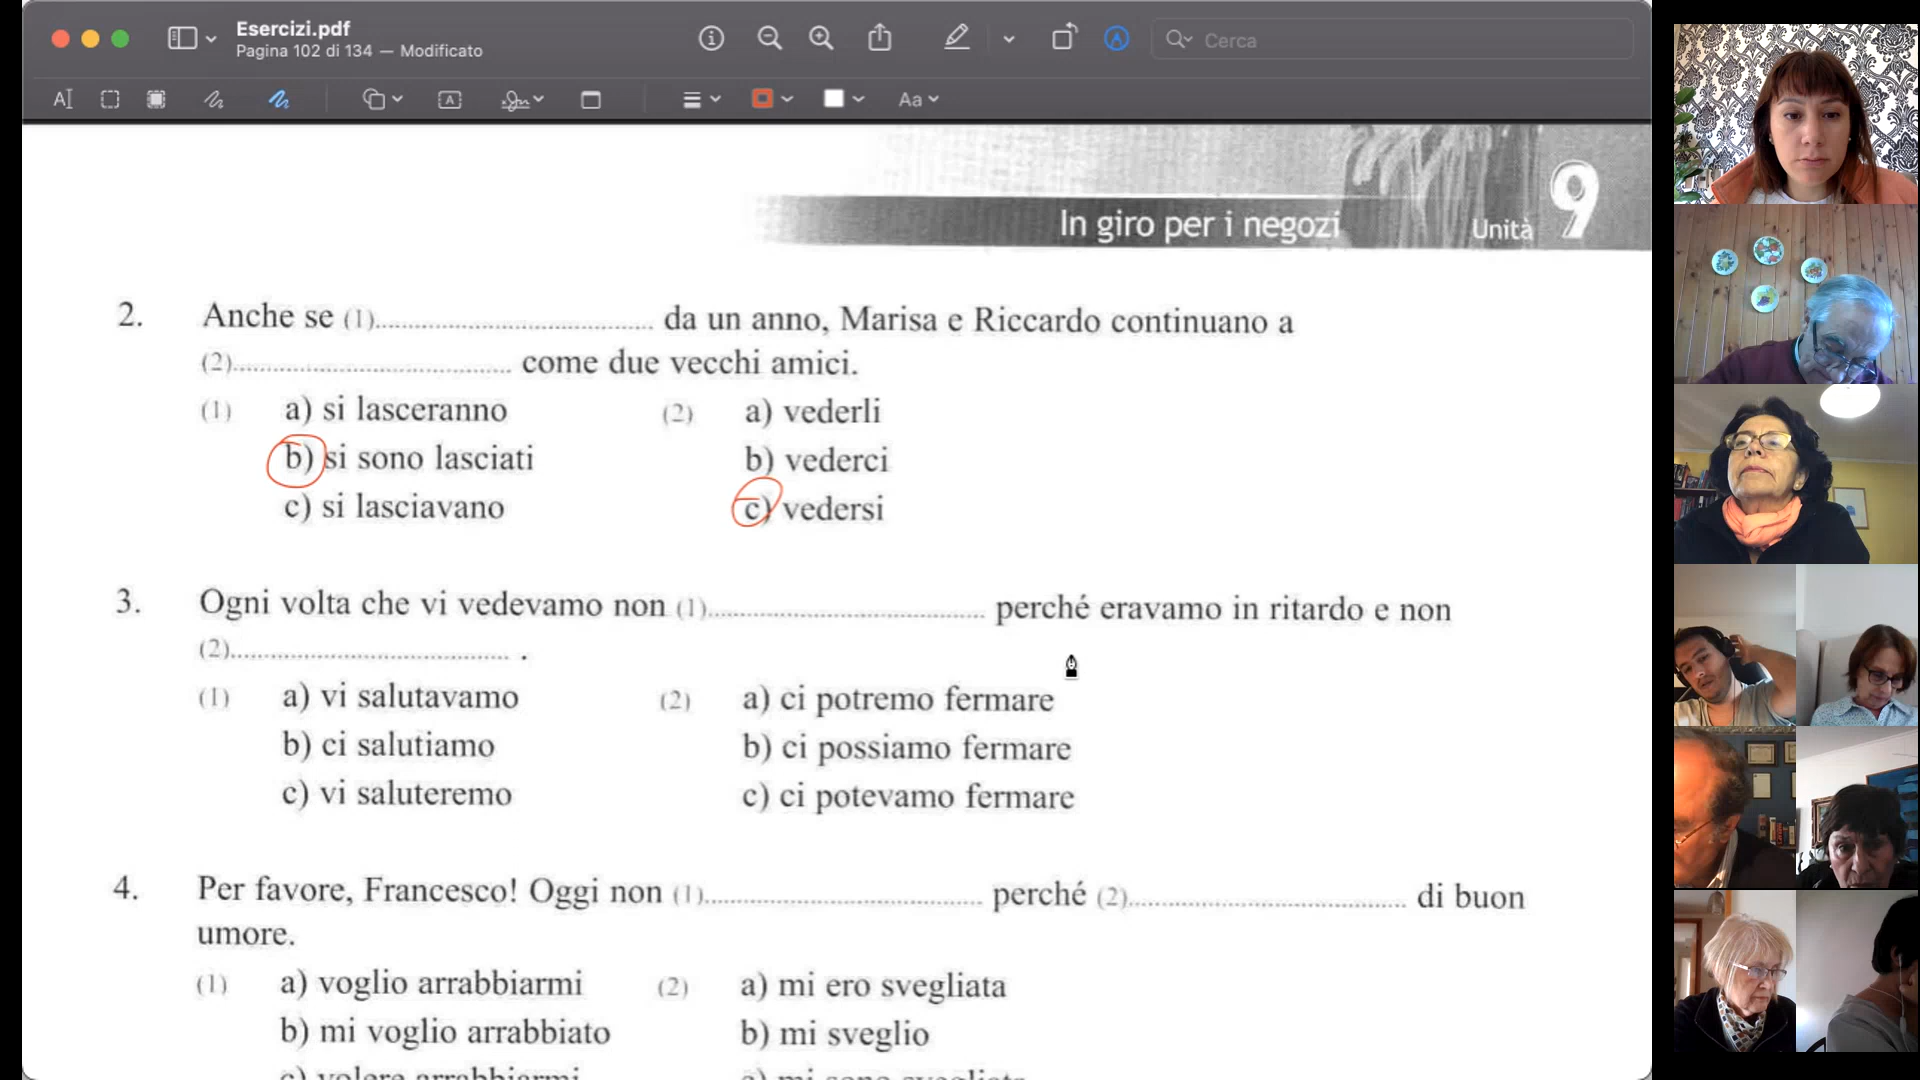 Esercizi.pdf
Pagina 102 di 134 — Modificato
Cerca
Aa
In giro per i negozi
Unità 9
2. Anche se (1)........................................ da un anno, Marisa e Riccardo continuano a
(2)........................................ come due vecchi amici.
(1) a) si lasceranno (2) a) vederli
b) si sono lasciati b) vederci
c) si lasciavano c) vedersi
3. Ogni volta che vi vedevamo non (1)........................................ perché eravamo in ritardo e non
(2)........................................ .
(1) a) vi salutavamo (2) a) ci potremo fermare
b) ci salutiamo b) ci possiamo fermare
c) vi saluteremo c) ci potevamo fermare
4. Per favore, Francesco! Oggi non (1)........................................ perché (2)........................................ di buon
umore.
(1) a) voglio arrabbiarmi (2) a) mi ero svegliata
b) mi voglio arrabbiato b) mi sveglio
c) volere arrabbiarmi c) mi sono svegliata